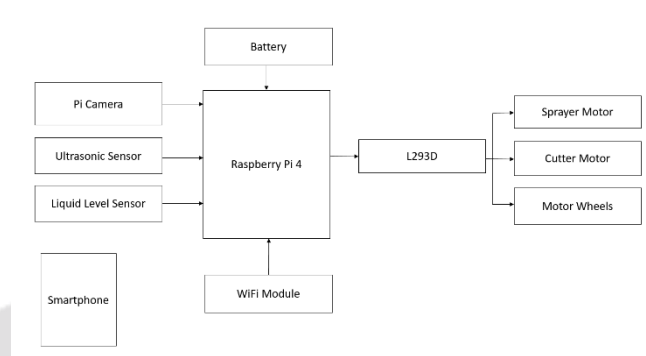 Battery
Pi Camera
Sprayer Motor
Ultrasonic Sensor
Raspberry Pi 4
L293D
Cutter Motor
Liquid Level Sensor
Motor Wheels
Smartphone
WiFi Module